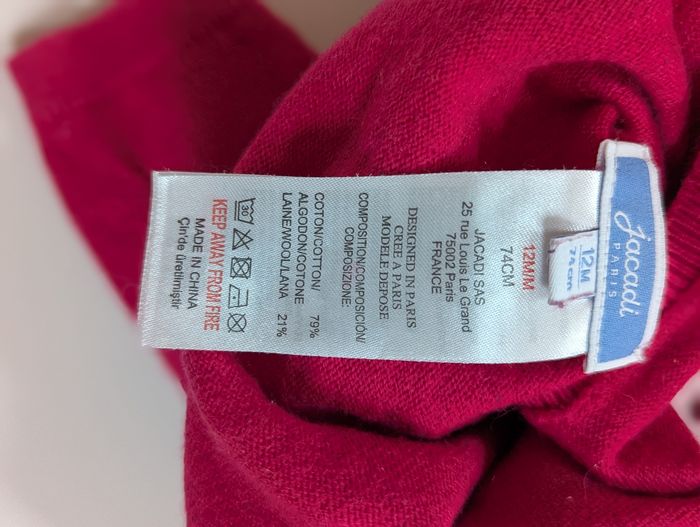 Jacadi
PARIS
12M
74 cm
12M/M
74CM
JACADI SAS
25 rue Louis Le Grand
75002 Paris
FRANCE
DESIGNED IN PARIS
CREE A PARIS
MODELE DEPOSE
COMPOSITION/COMPOSICIÓN/
COMPOSIZIONE:
COTON/COTTON/
ALGODON/COTONE 79%
LAINE/WOOL/LANA 21%
30
KEEP AWAY FROM FIRE
MADE IN CHINA
Çin'de üretilmiştir